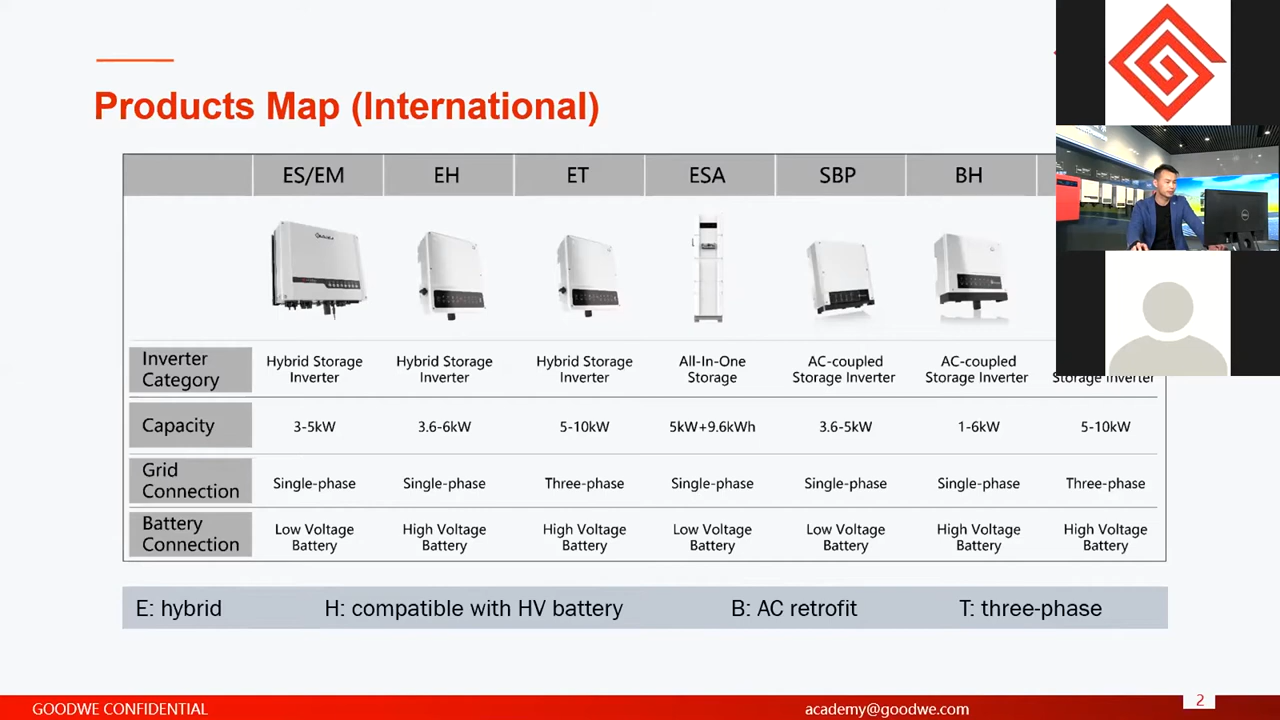 Products Map (International)
ES/EM EH ET ESA SBP BH
Inverter Category
Hybrid Storage Inverter
Hybrid Storage Inverter
Hybrid Storage Inverter
All-In-One Storage
AC-coupled Storage Inverter
AC-coupled Storage Inverter
Storage Inverter
Capacity 3-5kW 3.6-6kW 5-10kW 5kW+9.6kWh 3.6-5kW 1-6kW 5-10kW
Grid Connection
Single-phase Single-phase Three-phase Single-phase Single-phase Single-phase Three-phase
Battery Connection
Low Voltage Battery
High Voltage Battery
High Voltage Battery
Low Voltage Battery
Low Voltage Battery
High Voltage Battery
High Voltage Battery
E: hybrid H: compatible with HV battery B: AC retrofit T: three-phase
GOODWE CONFIDENTIAL academy@goodwe.com 2